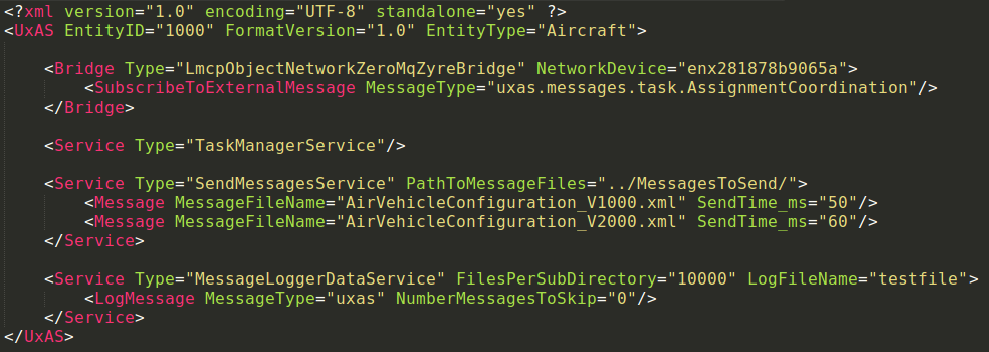 <?xml version="1.0" encoding="UTF-8" standalone="yes" ?>
<UxAS EntityID="1000" FormatVersion="1.0" EntityType="Aircraft">
<Bridge Type="LmcpObjectNetworkZeroMqZyreBridge" NetworkDevice="enx281878b9065a">
<SubscribeToExternalMessage MessageType="uxas.messages.task.AssignmentCoordination"/>
</Bridge>
<Service Type="TaskManagerService"/>
<Service Type="SendMessagesService" PathToMessageFiles="../MessagesToSend/">
<Message MessageFileName="AirVehicleConfiguration_V1000.xml" SendTime_ms="50"/>
<Message MessageFileName="AirVehicleConfiguration_V2000.xml" SendTime_ms="60"/>
</Service>
<Service Type="MessageLoggerDataService" FilesPerSubDirectory="10000" LogFileName="testfile">
<LogMessage MessageType="uxas" NumberMessagesToSkip="0"/>
</Service>
</UxAS>